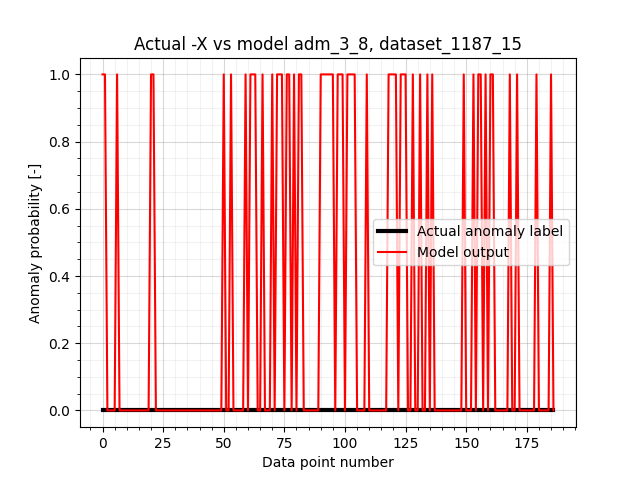 Actual -X vs model adm_3_8, dataset_1187_15
Anomaly probability [-]
1.0
0.8
0.6
0.4
0.2
0.0
Actual anomaly label
Model output
0 25 50 75 100 125 150 175
Data point number